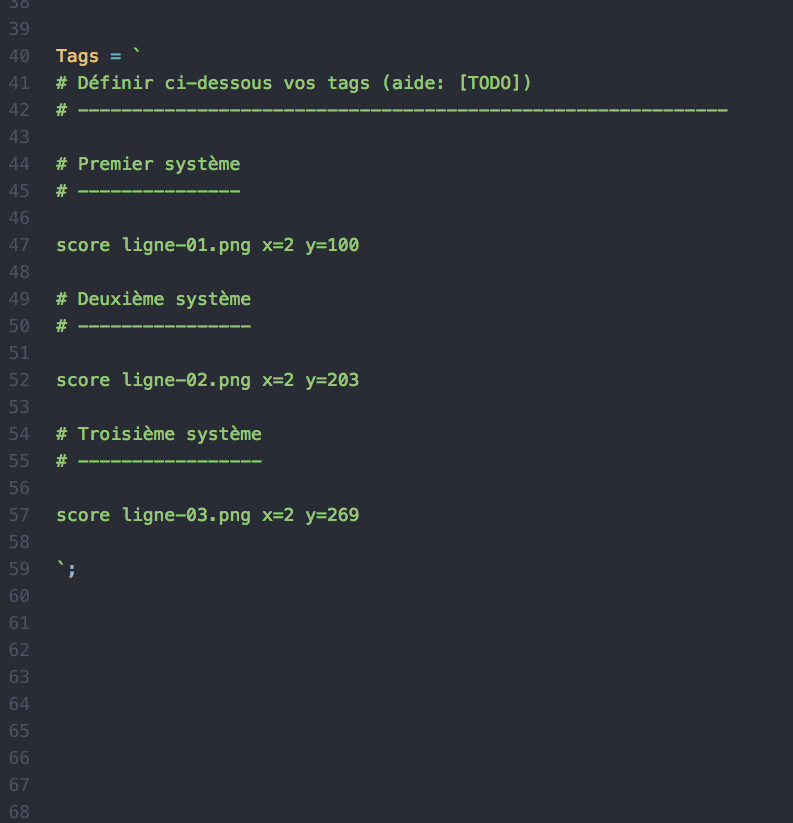 38
39
40 Tags = `
41 # Définir ci-dessous vos tags (aide: [TODO])
42 # ------------------------------------------------------------
43
44 # Premier système
45 # ---------------
46
47 score ligne-01.png x=2 y=100
48
49 # Deuxième système
50 # ----------------
51
52 score ligne-02.png x=2 y=203
53
54 # Troisième système
55 # -----------------
56
57 score ligne-03.png x=2 y=269
58
59 `;
60
61
62
63
64
65
66
67
68